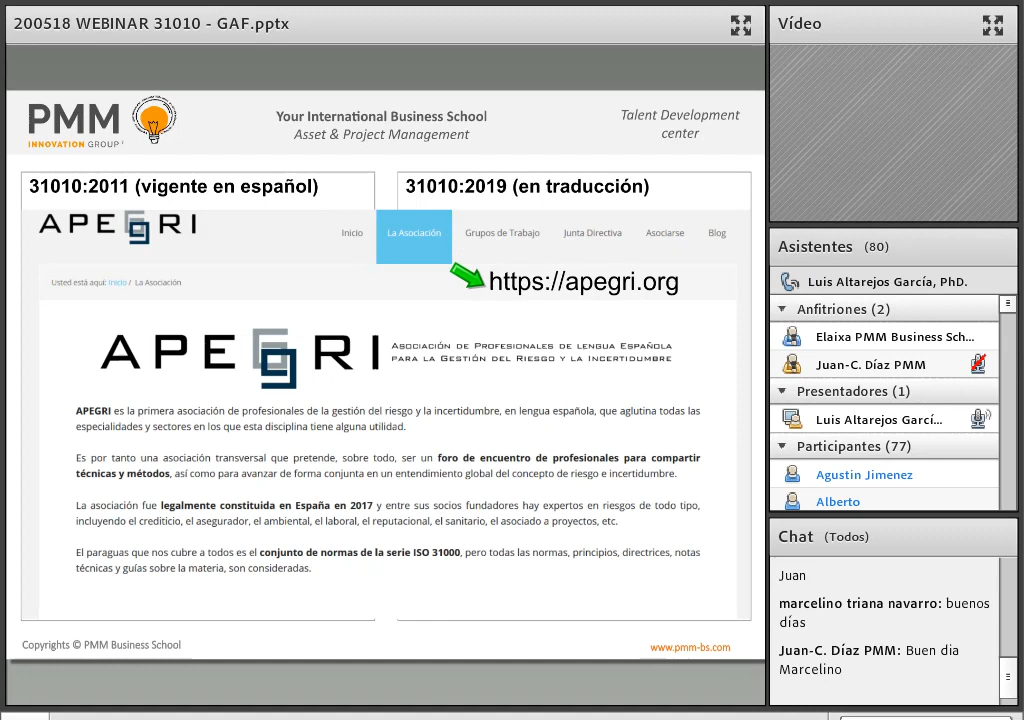 200518 WEBINAR 31010 - GAF.pptx
PMM
INNOVATION GROUP
Your International Business School
Asset & Project Management
Talent Development
center
31010:2011 (vigente en español)
31010:2019 (en traducción)
APEGRI
Inicio
La Asociación
Grupos de Trabajo
Junta Directiva
Asociarse
Blog
Usted está aquí: Inicio / La Asociación
https://apegri.org
APEGRI
ASOCIACIÓN DE PROFESIONALES DE LENGUA ESPAÑOLA
PARA LA GESTIÓN DEL RIESGO Y LA INCERTIDUMBRE
APEGRI es la primera asociación de profesionales de la gestión del riesgo y la incertidumbre, en lengua española, que aglutina todas las
especialidades y sectores en los que esta disciplina tiene alguna utilidad.
Es por tanto una asociación transversal que pretende, sobre todo, ser un foro de encuentro de profesionales para compartir
técnicas y métodos, así como para avanzar de forma conjunta en un entendimiento global del concepto de riesgo e incertidumbre.
La asociación fue legalmente constituida en España en 2017 y entre sus socios fundadores hay expertos en riesgos de todo tipo,
incluyendo el crediticio, el asegurador, el ambiental, el laboral, el reputacional, el sanitario, el asociado a proyectos, etc.
El paraguas que nos cubre a todos es el conjunto de normas de la serie ISO 31000, pero todas las normas, principios, directrices, notas
técnicas y guías sobre la materia, son consideradas.
Copyrights © PMM Business School
www.pmm-bs.com
Vídeo
Asistentes (80)
Luis Altarejos García, PhD.
Anfitriones (2)
Elaixa PMM Business Sch...
Juan-C. Díaz PMM
Presentadores (1)
Luis Altarejos Garcí...
Participantes (77)
Agustin Jimenez
Alberto
Chat (Todos)
Juan
marcelino triana navarro: buenos
días
Juan-C. Díaz PMM: Buen dia
Marcelino